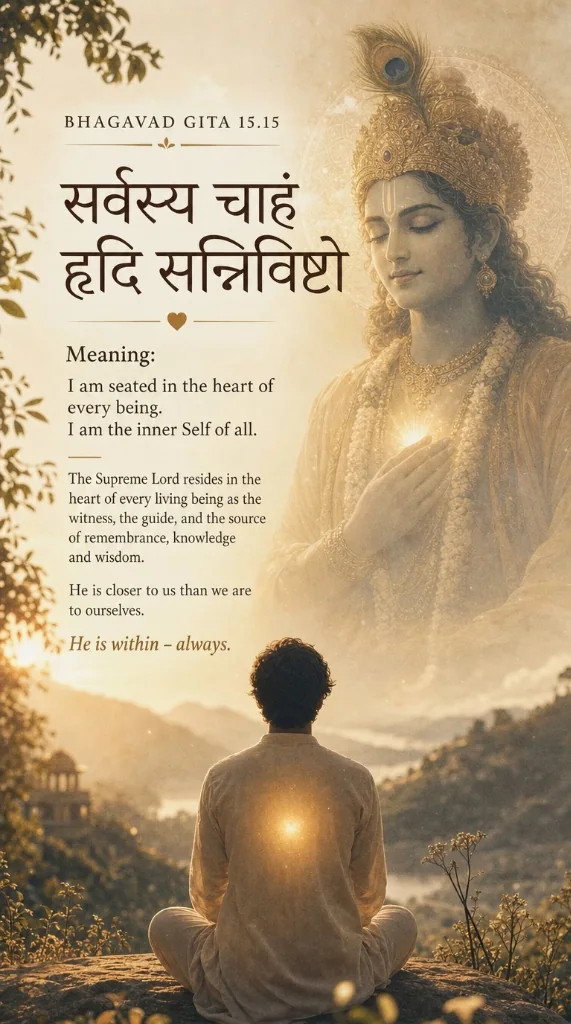 BHAGAVAD GITA 15.15
सर्वस्य चाहं
हृदि सन्निविष्टो
Meaning:
I am seated in the heart of
every being.
I am the inner Self of all.
The Supreme Lord resides in the
heart of every living being as the
witness, the guide, and the source
of remembrance, knowledge
and wisdom.
He is closer to us than we are
to ourselves.
He is within – always.